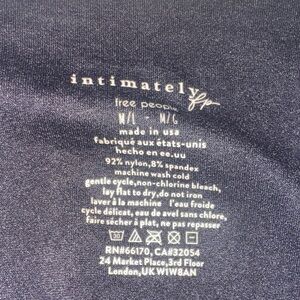 intimately fp
free people
M/L - M/G
made in usa
fabriqué aux états-unis
hecho en ee.uu
92% nylon,8% spandex
machine wash cold
gentle cycle,non-chlorine bleach,
lay flat to dry,do not iron
laver à la machine l'eau froide
cycle délicat, eau de avel sans chlore,
faire sécher à plat, ne pas repasser
30
RN#66170, CA#32054
24 Market Place,3rd Floor
London,UK W1W8AN